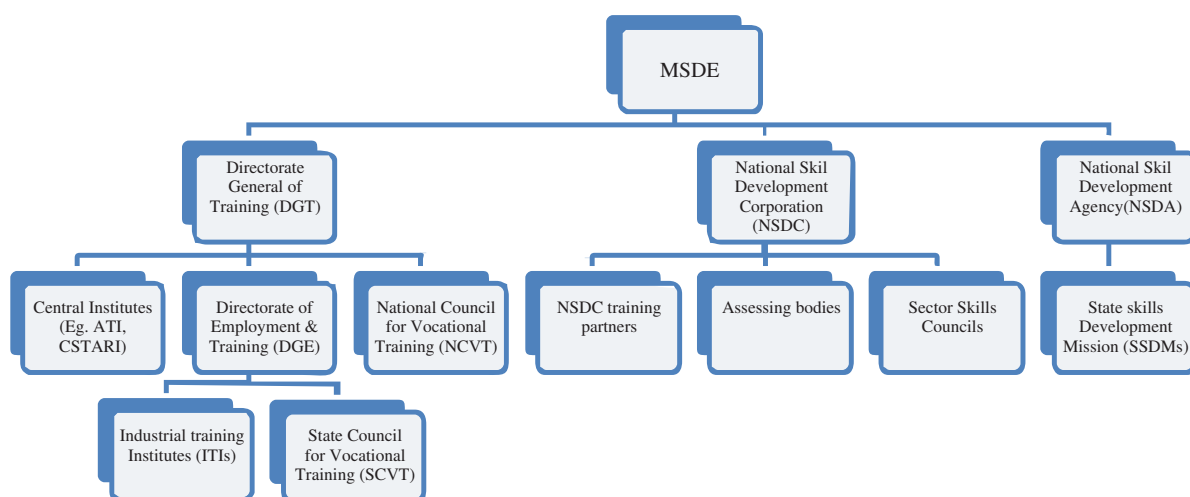 MSDE
Directorate
General of
Training (DGT)
National Skil
Development
Corporation
(NSDC)
National Skil
Development
Agency(NSDA)
Central Institutes
(Eg. ATI,
CSTARI)
Directorate of
Employment &
Training (DGE)
National Council
for Vocational
Training (NCVT)
NSDC training
partners
Assessing bodies
Sector Skills
Councils
State skills
Development
Mission (SSDMs)
Industrial training
Institutes (ITIs)
State Council
for Vocational
Training (SCVT)